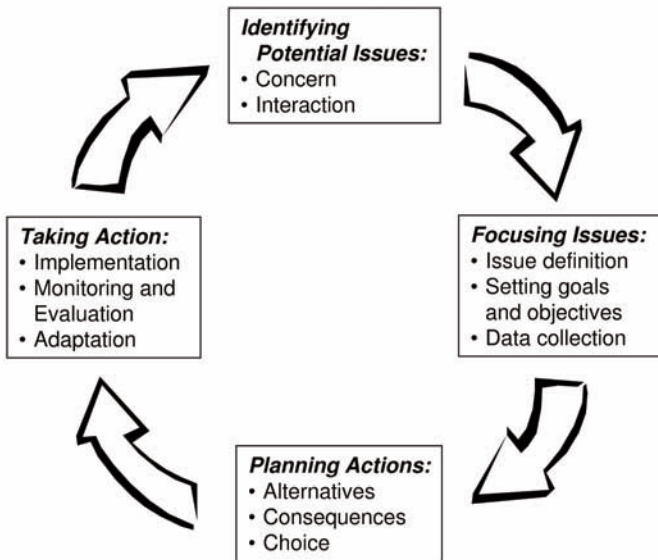 Identifying
Potential Issues:
• Concern
• Interaction
Focusing Issues:
• Issue definition
• Setting goals
and objectives
• Data collection
Planning Actions:
• Alternatives
• Consequences
• Choice
Taking Action:
• Implementation
• Monitoring and
Evaluation
• Adaptation